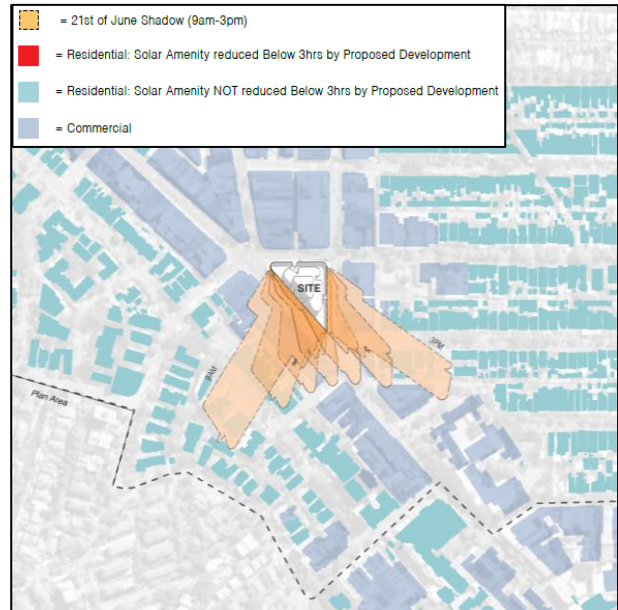 = 21st of June Shadow (9am-3pm)
= Residential: Solar Amenity reduced Below 3hrs by Proposed Development
= Residential: Solar Amenity NOT reduced Below 3hrs by Proposed Development
= Commercial
SITE
3PM
9AM
Plan Area